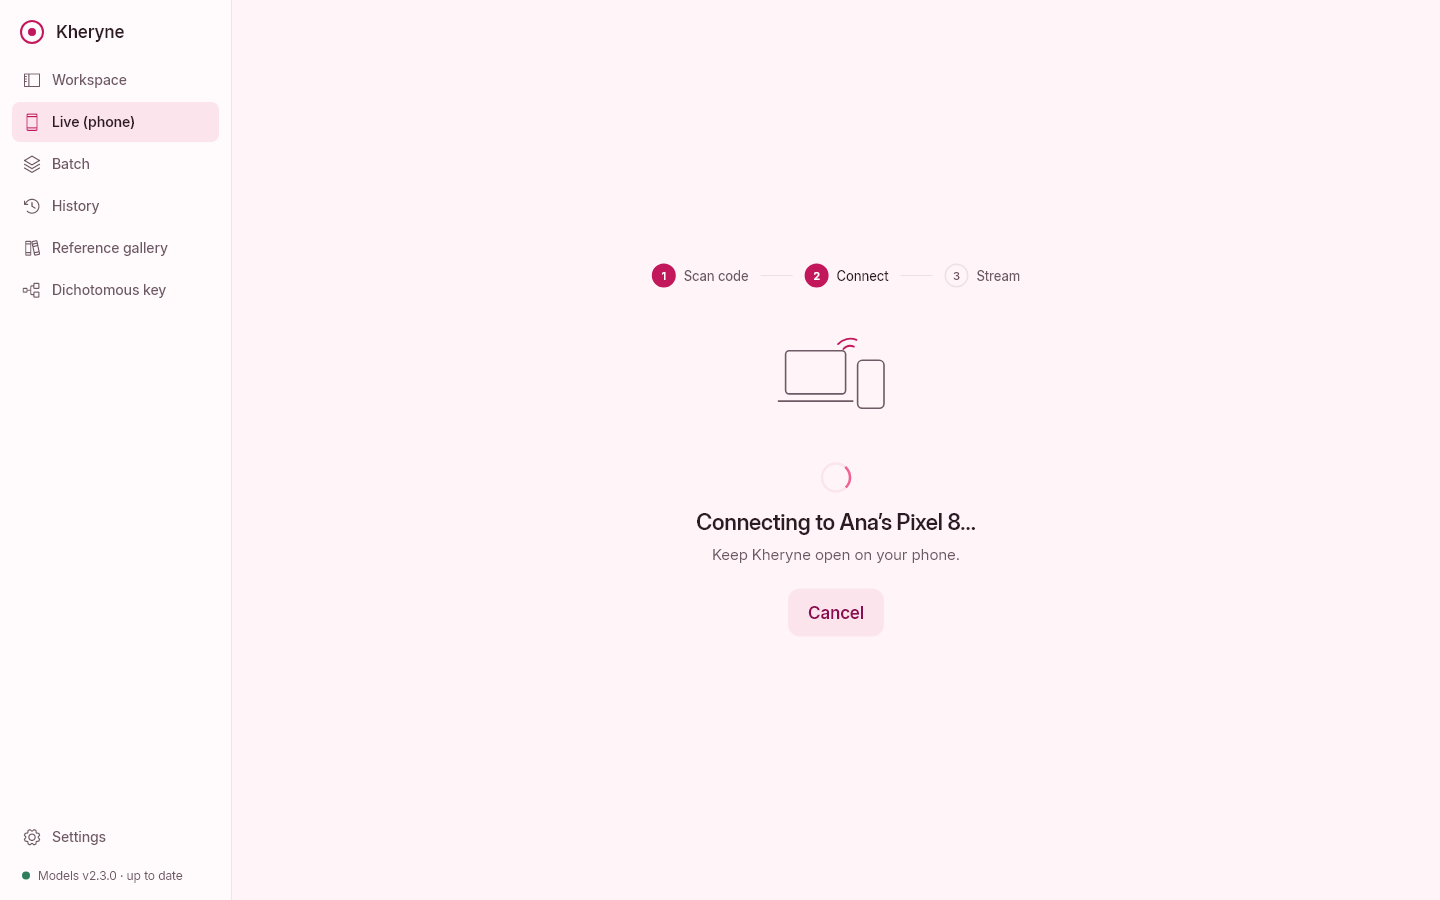 Kheryne
Workspace
Live (phone)
Batch
History
Reference gallery
Dichotomous key
Settings
Models v2.3.0 · up to date
1 Scan code 2 Connect 3 Stream
Connecting to Ana’s Pixel 8…
Keep Kheryne open on your phone.
Cancel